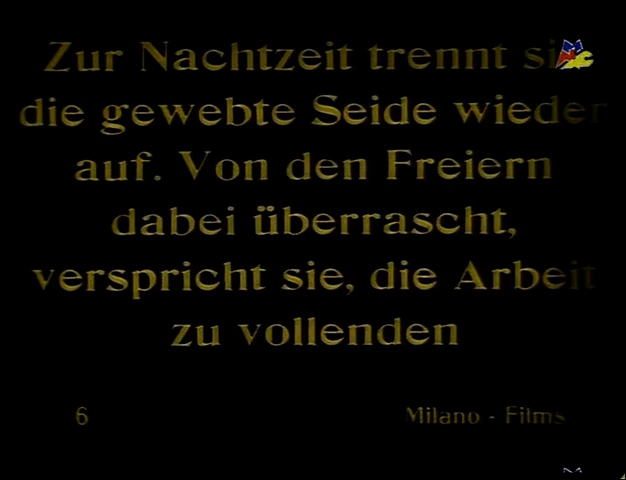 Zur Nachtzeit trennt sie
die gewebte Seide wieder
auf. Von den Freiern
dabei überrascht,
verspricht sie, die Arbeit
zu vollenden
6
Milano - Films